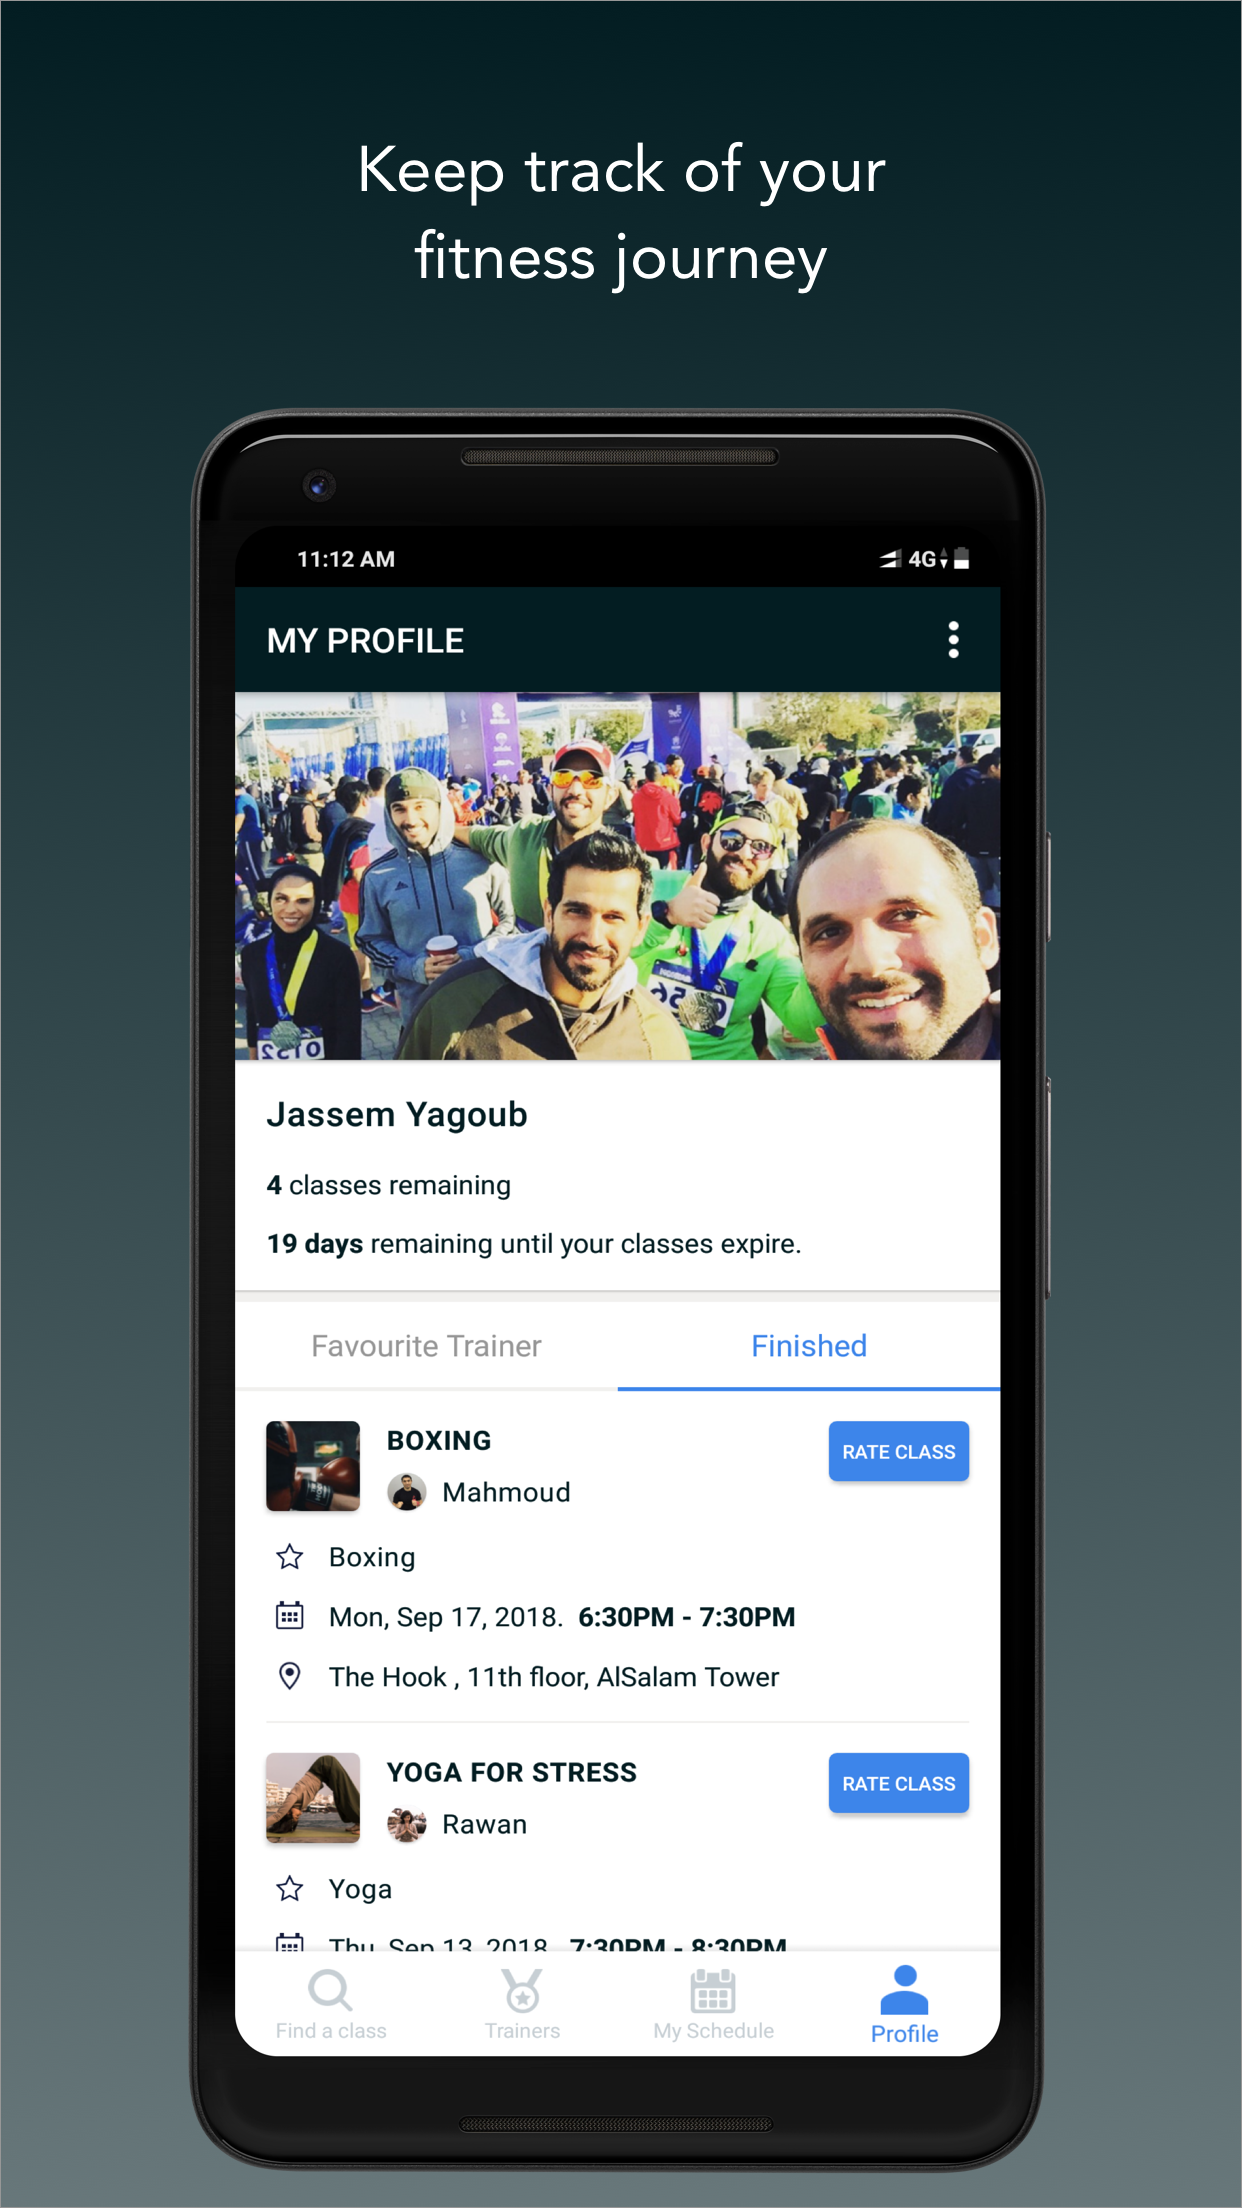 Keep track of your
fitness journey
11:12 AM
4G
MY PROFILE
Jassem Yagoub
4 classes remaining
19 days remaining until your classes expire.
Favourite Trainer
Finished
BOXING
RATE CLASS
Mahmoud
Boxing
Mon, Sep 17, 2018. 6:30PM - 7:30PM
The Hook , 11th floor, AlSalam Tower
YOGA FOR STRESS
RATE CLASS
Rawan
Yoga
Thu, Sep 13, 2018. 7:30PM - 8:30PM
Find a class
Trainers
My Schedule
Profile